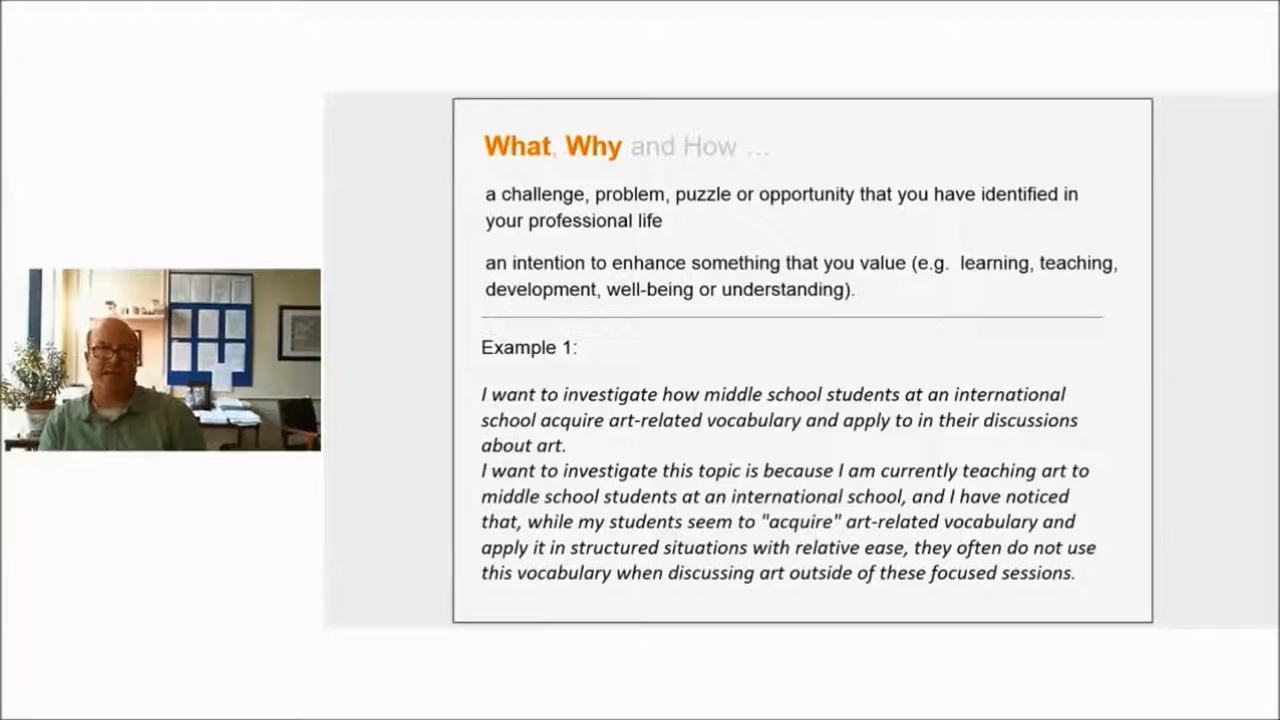 What, Why and How ...
a challenge, problem, puzzle or opportunity that you have identified in
your professional life
an intention to enhance something that you value (e.g. learning, teaching,
development, well-being or understanding).
Example 1:
I want to investigate how middle school students at an international
school acquire art-related vocabulary and apply to in their discussions
about art.
I want to investigate this topic is because I am currently teaching art to
middle school students at an international school, and I have noticed
that, while my students seem to "acquire" art-related vocabulary and
apply it in structured situations with relative ease, they often do not use
this vocabulary when discussing art outside of these focused sessions.